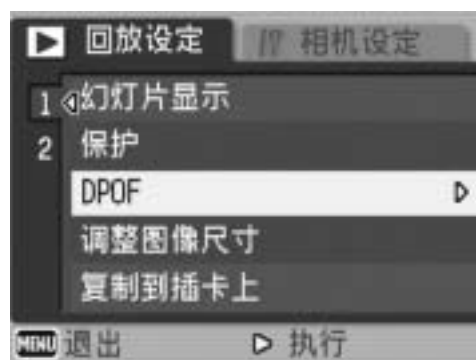 回放设定 相机设定
1 幻灯片显示
2 保护
DPOF
调整图像尺寸
复制到插卡上
MENU 退出 执行